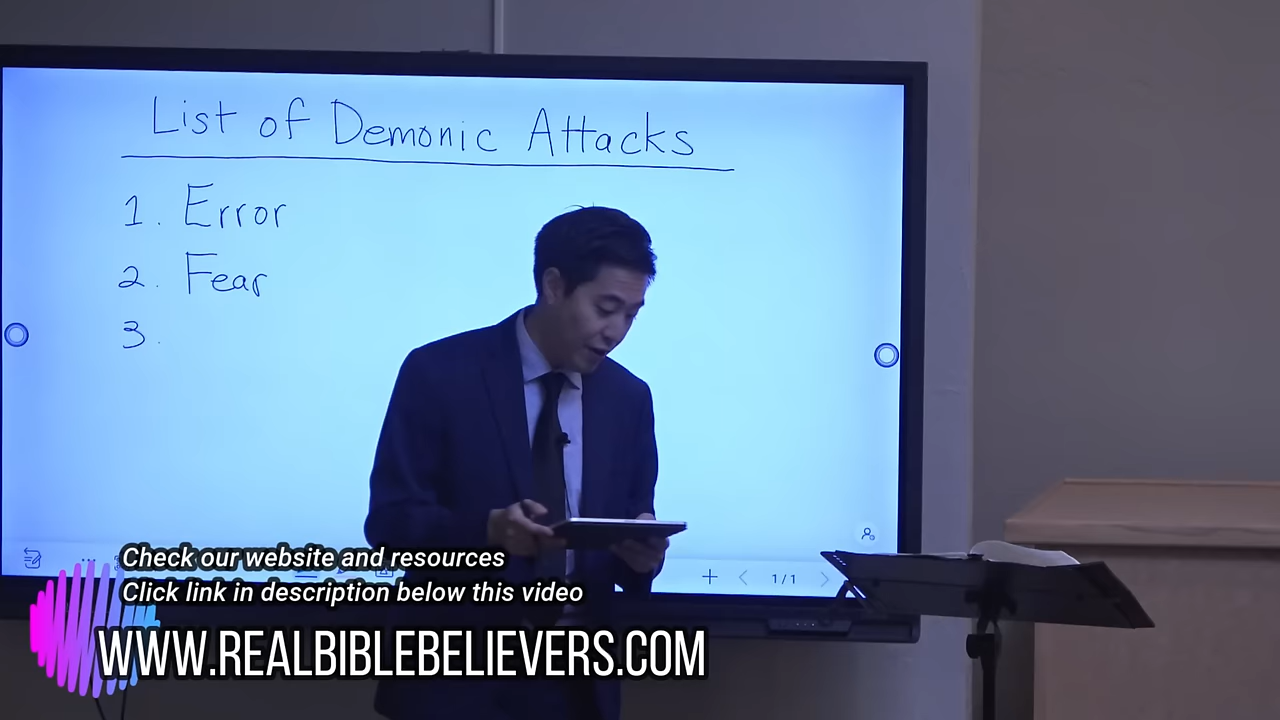 List of Demonic Attacks
1. Error
2. Fear
3.
1/1
Check our website and resources
Click link in description below this video
WWW.REALBIBLEBELIEVERS.COM